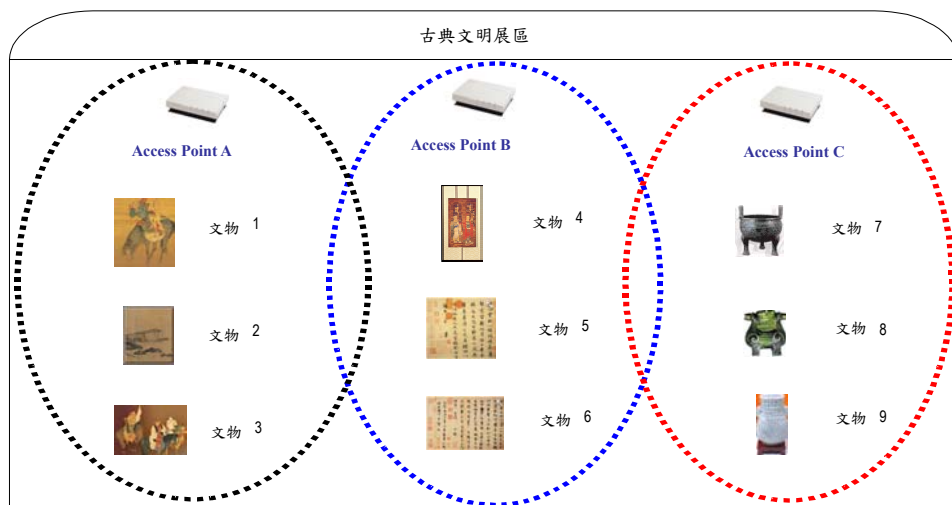 古典文明展區
Access Point A
Access Point B
Access Point C
文物 1
文物 4
文物 7
文物 2
文物 5
文物 8
文物 3
文物 6
文物 9